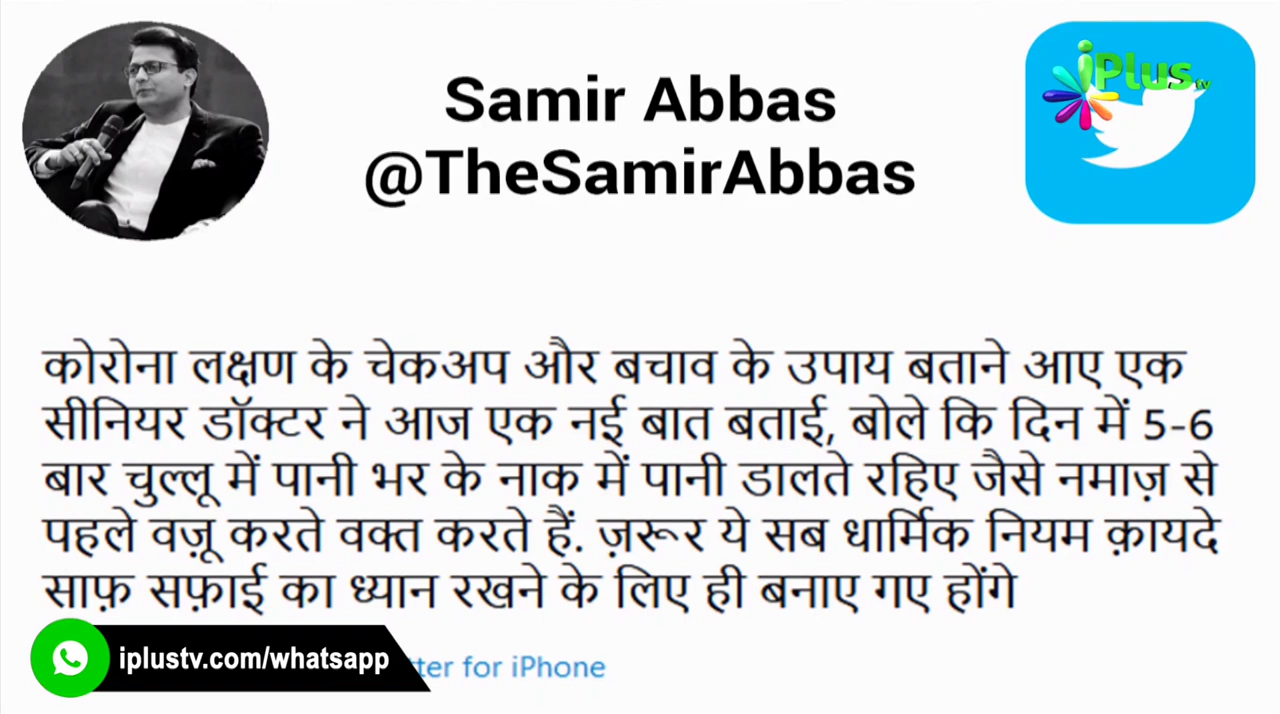 Samir Abbas
@TheSamirAbbas
iPlus tv
कोरोना लक्षण के चेकअप और बचाव के उपाय बताने आए एक
सीनियर डॉक्टर ने आज एक नई बात बताई, बोले कि दिन में 5-6
बार चुल्लू में पानी भर के नाक में पानी डालते रहिए जैसे नमाज़ से
पहले वज़ू करते वक्त करते हैं. ज़रूर ये सब धार्मिक नियम क़ायदे
साफ़ सफ़ाई का ध्यान रखने के लिए ही बनाए गए होंगे
iplustv.com/whatsapp
for iPhone